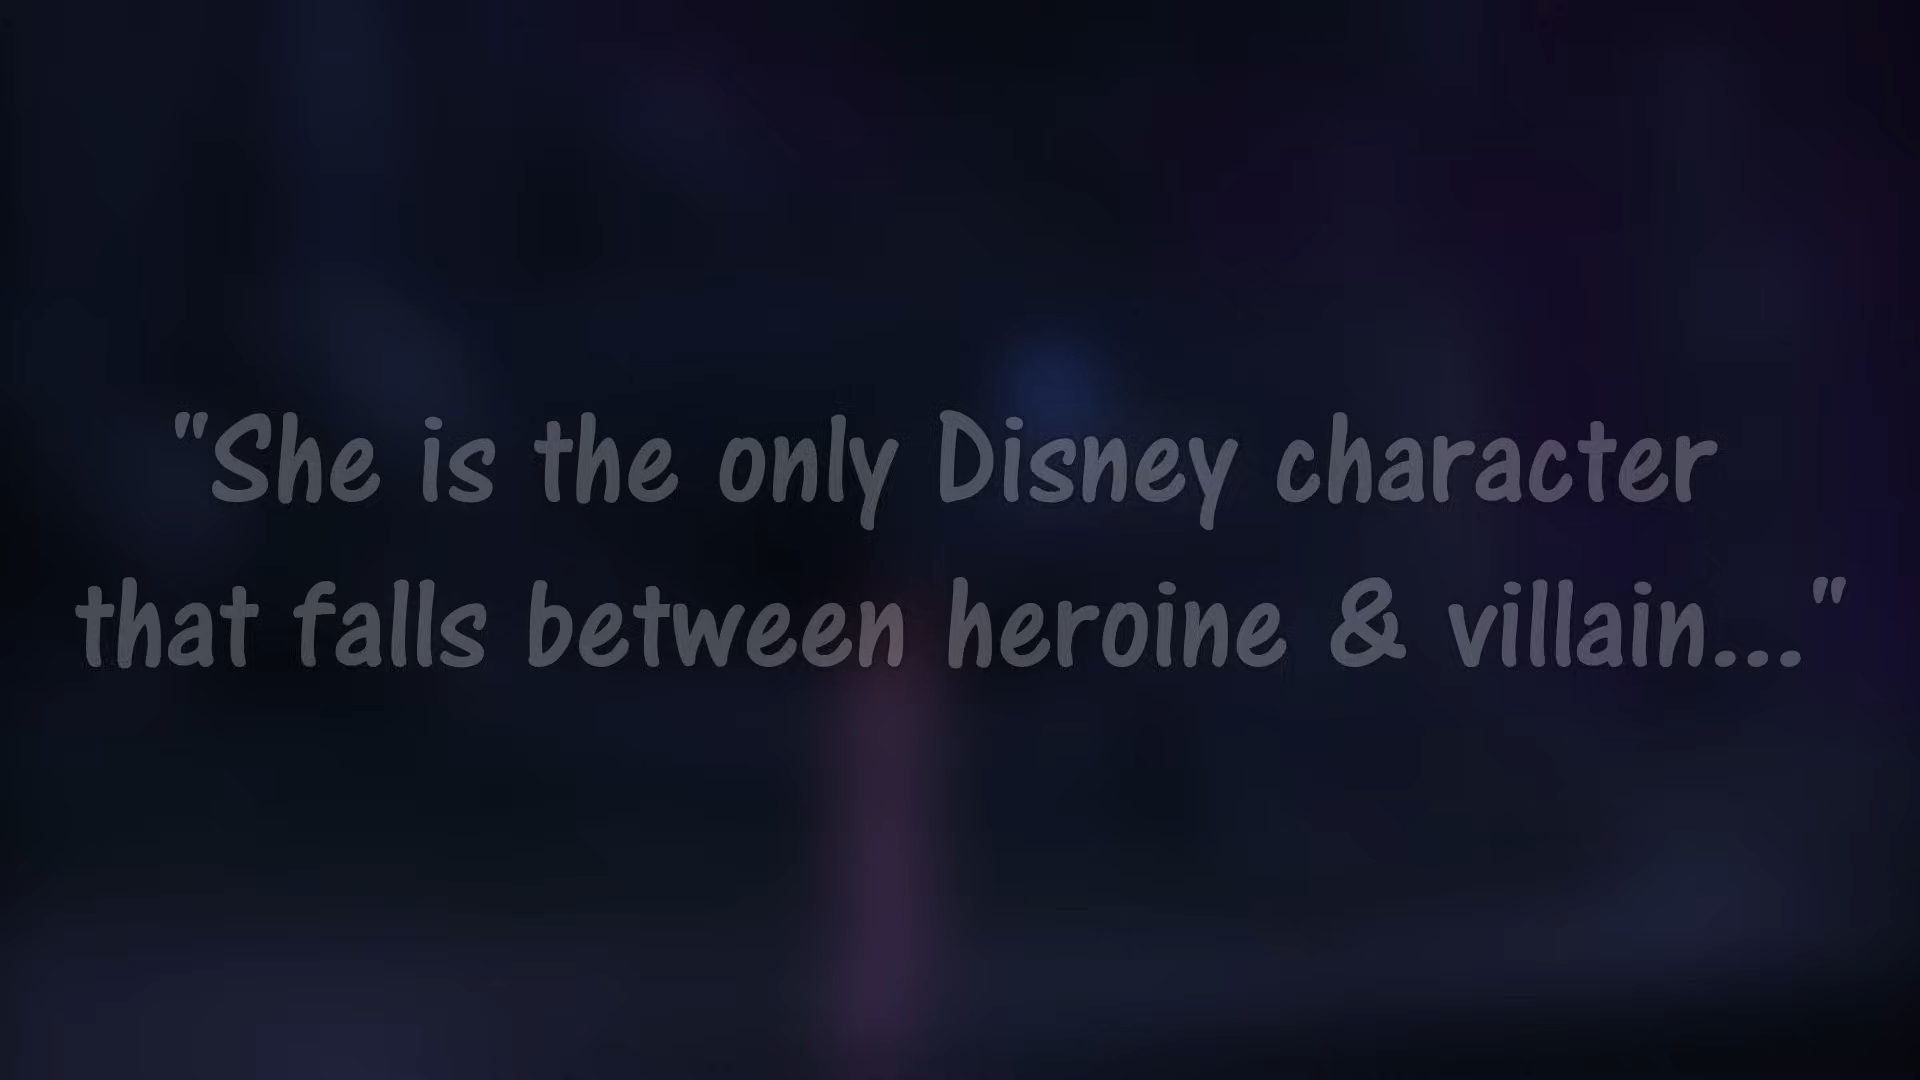 "She is the only Disney character
that falls between heroine & villain..."